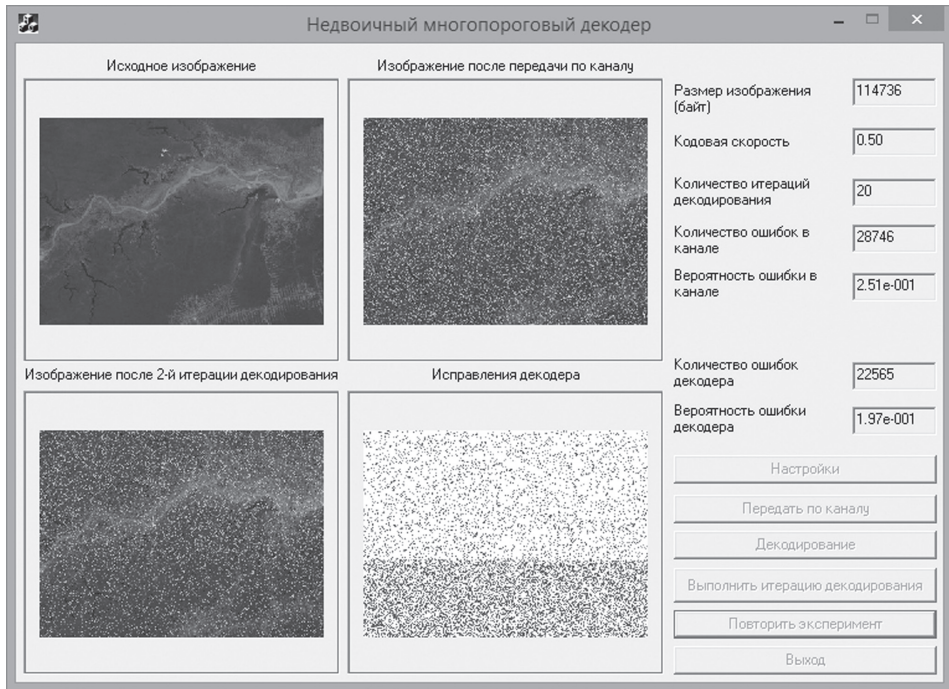 Недвоичный многопороговый декодер
Исходное изображение
Изображение после передачи по каналу
Размер изображения
(байт)
114736
Кодовая скорость
0.50
Количество итераций
декодирования
20
Количество ошибок в
канале
28746
Вероятность ошибки в
канале
2.51e-001
Изображение после 2-й итерации декодирования
Исправления декодера
Количество ошибок
декодера
22565
Вероятность ошибки
декодера
1.97e-001
Настройки
Передать по каналу
Декодирование
Выполнить итерацию декодирования
Повторить эксперимент
Выход